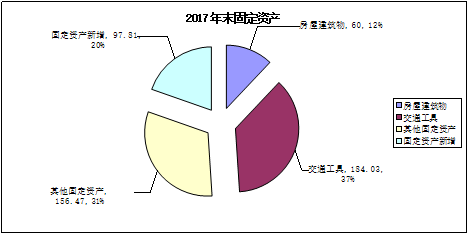 2017年末固定资产
房屋建筑物, 60, 12%
固定资产新增, 97.81,
20%
交通工具, 184.03,
37%
其他固定资产,
156.47, 31%
房屋建筑物
交通工具
其他固定资产
固定资产新增